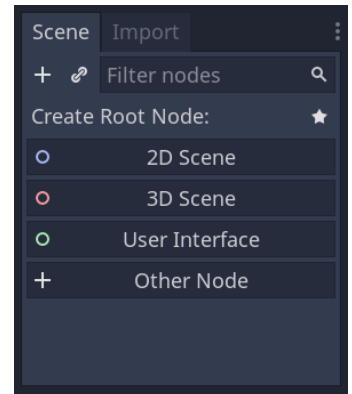 Scene Import
Filter nodes
Create Root Node:
2D Scene
3D Scene
User Interface
Other Node